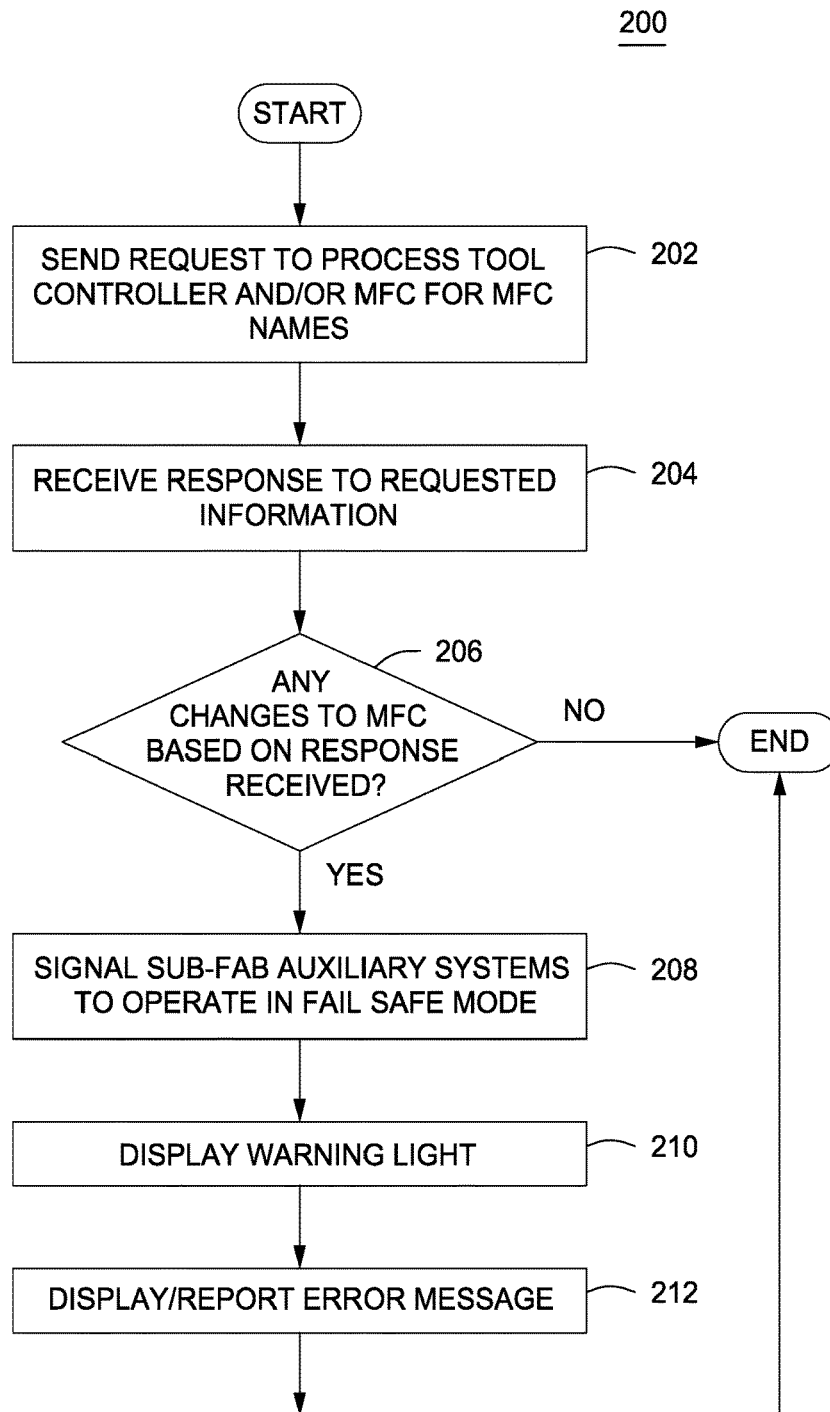 200
START
SEND REQUEST TO PROCESS TOOL
CONTROLLER AND/OR MFC FOR MFC
NAMES
202
RECEIVE RESPONSE TO REQUESTED
INFORMATION
204
206
ANY
CHANGES TO MFC
BASED ON RESPONSE
RECEIVED?
NO
END
YES
SIGNAL SUB-FAB AUXILIARY SYSTEMS
TO OPERATE IN FAIL SAFE MODE
208
DISPLAY WARNING LIGHT
210
DISPLAY/REPORT ERROR MESSAGE
212